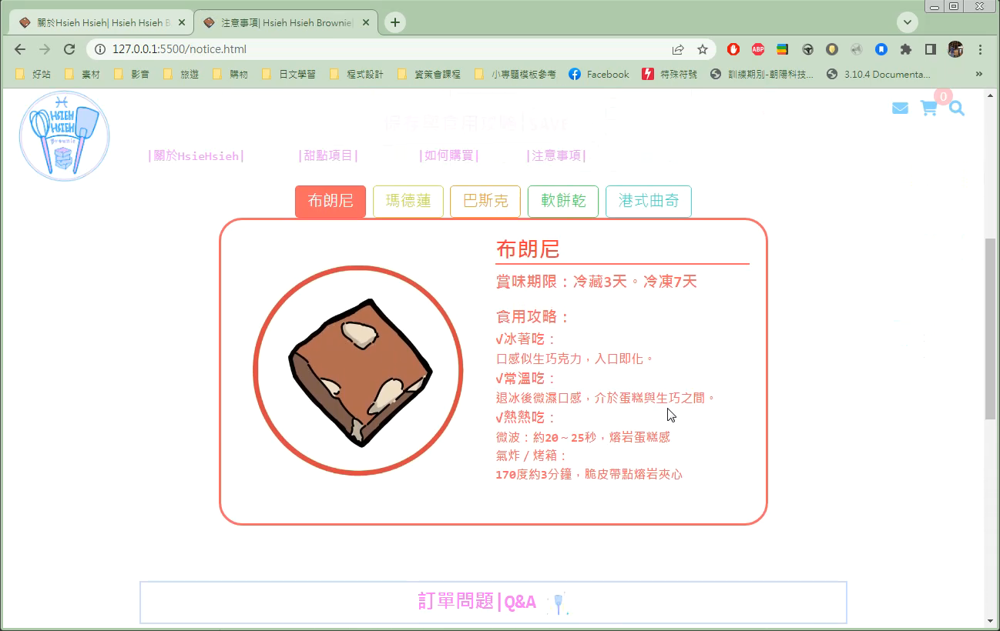 關於Hsieh Hsieh| Hsieh Hsieh B
注意事項| Hsieh Hsieh Brownie|
127.0.0.1:5500/notice.html
ABP
好站
素材
影音
旅遊
購物
日文學習
程式設計
資策會課程
小專題模板參考
Facebook
特殊符號
訓練期別-朝陽科技...
3.10.4 Documenta...
»
HSIEH
HSIEH
Brownie
0
保存與食用攻略|SAVE
|關於HsieHsieh|
|甜點項目|
|如何購買|
|注意事項|
布朗尼
瑪德蓮
巴斯克
軟餅乾
港式曲奇
布朗尼
賞味期限：冷藏3天。冷凍7天
食用攻略：
√冰著吃：
口感似生巧克力，入口即化。
√常溫吃：
退冰後微濕口感，介於蛋糕與生巧之間。
√熱熱吃：
微波：約20～25秒，熔岩蛋糕感
氣炸 / 烤箱：
170度約3分鐘，脆皮帶點熔岩夾心
訂單問題|Q&A